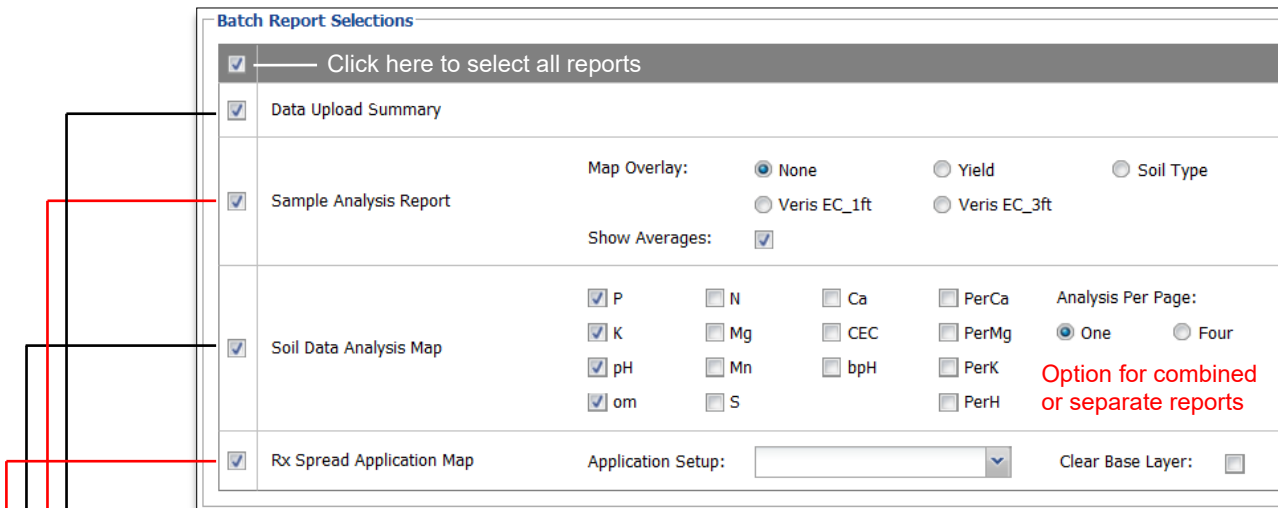 Batch Report Selections
Click here to select all reports
Data Upload Summary
Sample Analysis Report
Map Overlay: None Yield Soil Type
Veris EC_1ft Veris EC_3ft
Show Averages:
Soil Data Analysis Map
P N Ca PerCa Analysis Per Page:
K Mg CEC PerMg One Four
pH Mn bpH PerK
om S PerH
Option for combined
or separate reports
Rx Spread Application Map Application Setup: Clear Base Layer: